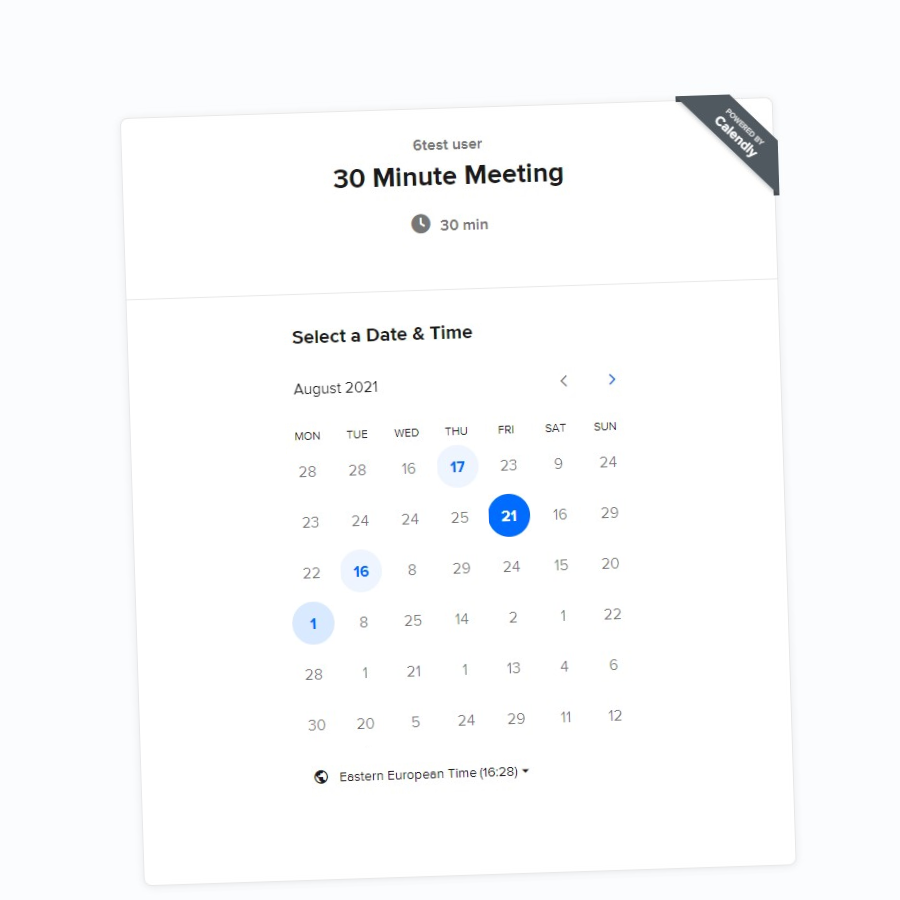 POWERED BY
Calendly
6test user
30 Minute Meeting
30 min
Select a Date & Time
August 2021
MON TUE WED THU FRI SAT SUN
28 28 16 17 23 9 24
23 24 24 25 21 16 29
22 16 8 29 24 15 20
1 8 25 14 2 1 22
28 1 21 1 13 4 6
30 20 5 24 29 11 12
Eastern European Time (16:28)